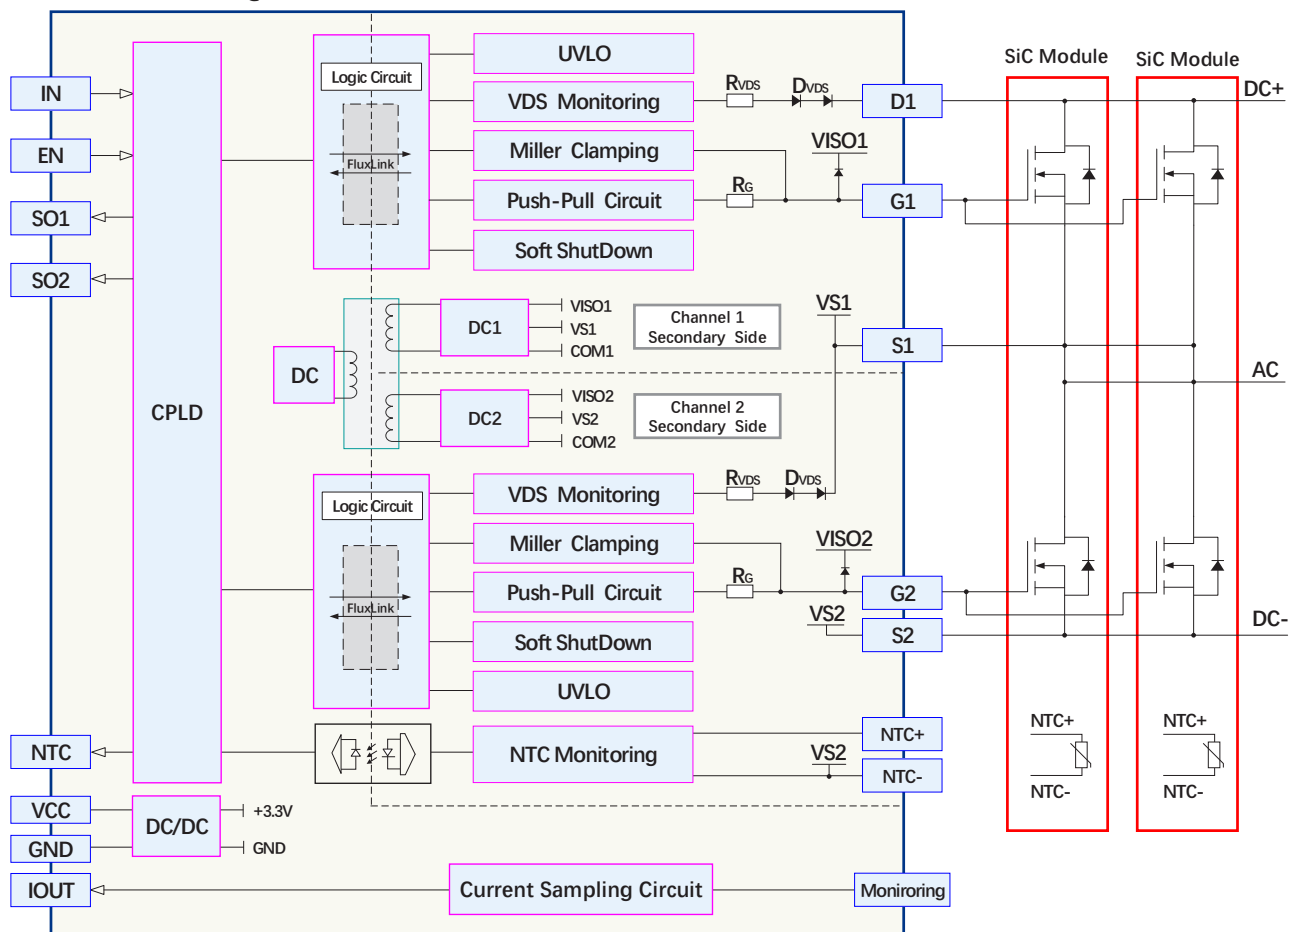 UVLO
SiC Module
SiC Module
Logic Circuit
IN
VDS Monitoring
RVDS
DVDS
D1
DC+
EN
FluxLink
Miller Clamping
VISO1
SO1
Push-Pull Circuit
RG
G1
SO2
Soft ShutDown
VISO1
DC1
VS1
COM1
Channel 1
Secondary Side
VS1
S1
DC
AC
CPLD
VISO2
DC2
VS2
COM2
Channel 2
Secondary Side
Logic Circuit
VDS Monitoring
RVDS
DVDS
Miller Clamping
VISO2
FluxLink
Push-Pull Circuit
RG
G2
VS2
S2
DC-
Soft ShutDown
UVLO
NTC
NTC Monitoring
NTC+
VS2
NTC-
NTC+
NTC-
NTC+
NTC-
VCC
DC/DC
+3.3V
GND
GND
IOUT
Current Sampling Circuit
Moniroring